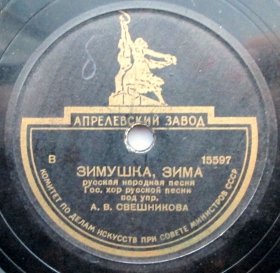 АПРЕЛЕВСКИЙ ЗАВОД
В 15597
ЗИМУШКА, ЗИМА
русская народная песня
Гос. хор русской песни
под упр.
А. В. СВЕШНИКОВА
КОМИТЕТ ПО ДЕЛАМ ИСКУССТВ ПРИ СОВЕТЕ МИНИСТРОВ СССР